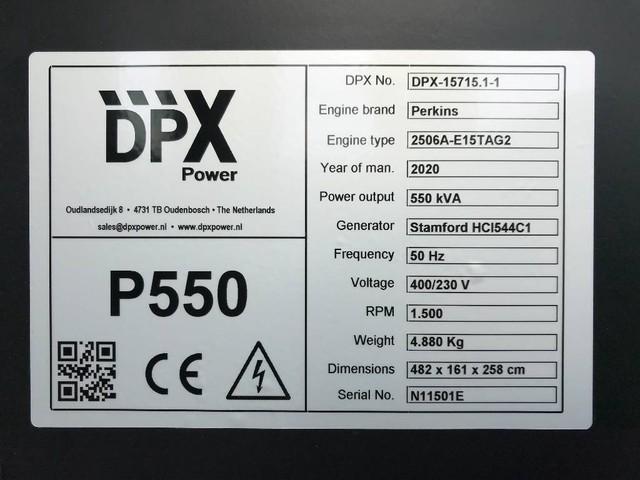 DPX
Power
Oudlandsedijk 8 • 4731 TB Oudenbosch • The Netherlands
sales@dpxpower.nl • www.dpxpower.nl
P550
CE
DPX No. DPX-15715.1-1
Engine brand Perkins
Engine type 2506A-E15TAG2
Year of man. 2020
Power output 550 kVA
Generator Stamford HCI544C1
Frequency 50 Hz
Voltage 400/230 V
RPM 1.500
Weight 4.880 Kg
Dimensions 482 x 161 x 258 cm
Serial No. N11501E